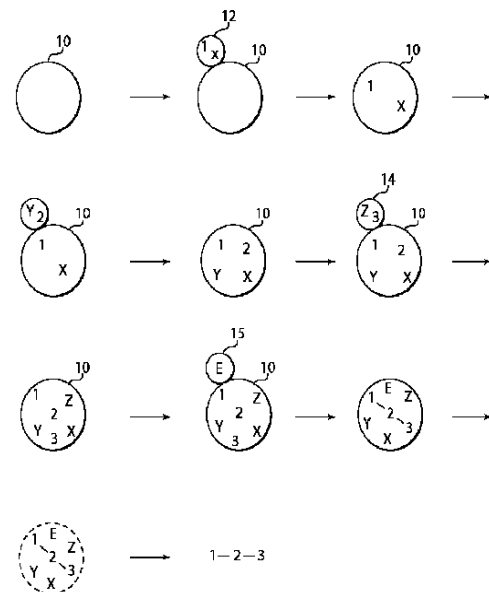 12
10 1 X 10 10
1
X
14
Y 2 10 10 Z 3 10
1 1 2 1 2
X Y X Y X
15
10 E 10
1 Z 1 Z 1 E Z
2 2 2
Y 3 X Y 3 X Y X 3
1 E Z
2
Y X 3
1—2—3